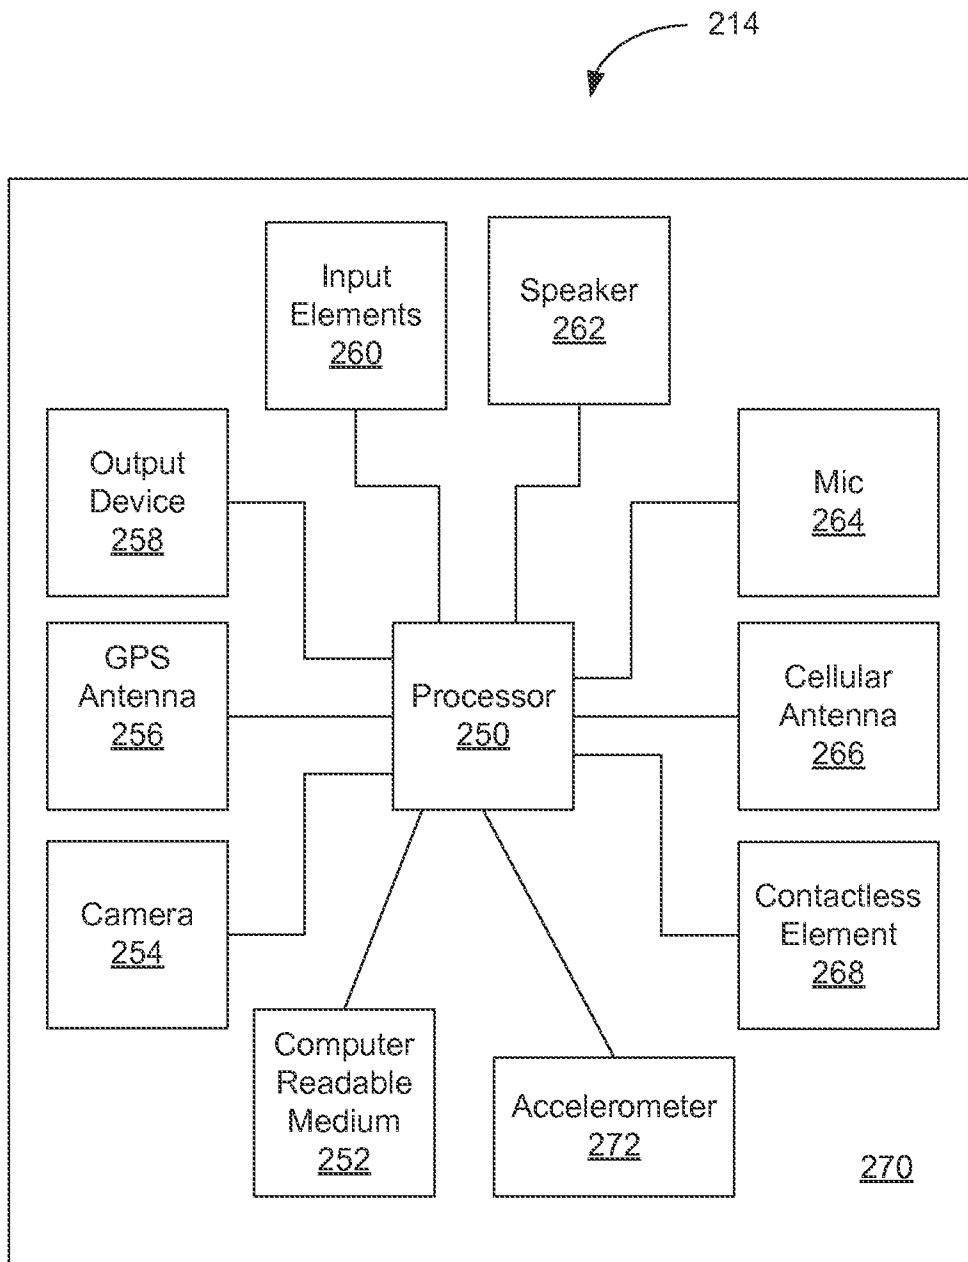 214
Input
Elements
260
Speaker
262
Output
Device
258
Mic
264
GPS
Antenna
256
Processor
250
Cellular
Antenna
266
Camera
254
Contactless
Element
268
Computer
Readable
Medium
252
Accelerometer
272
270